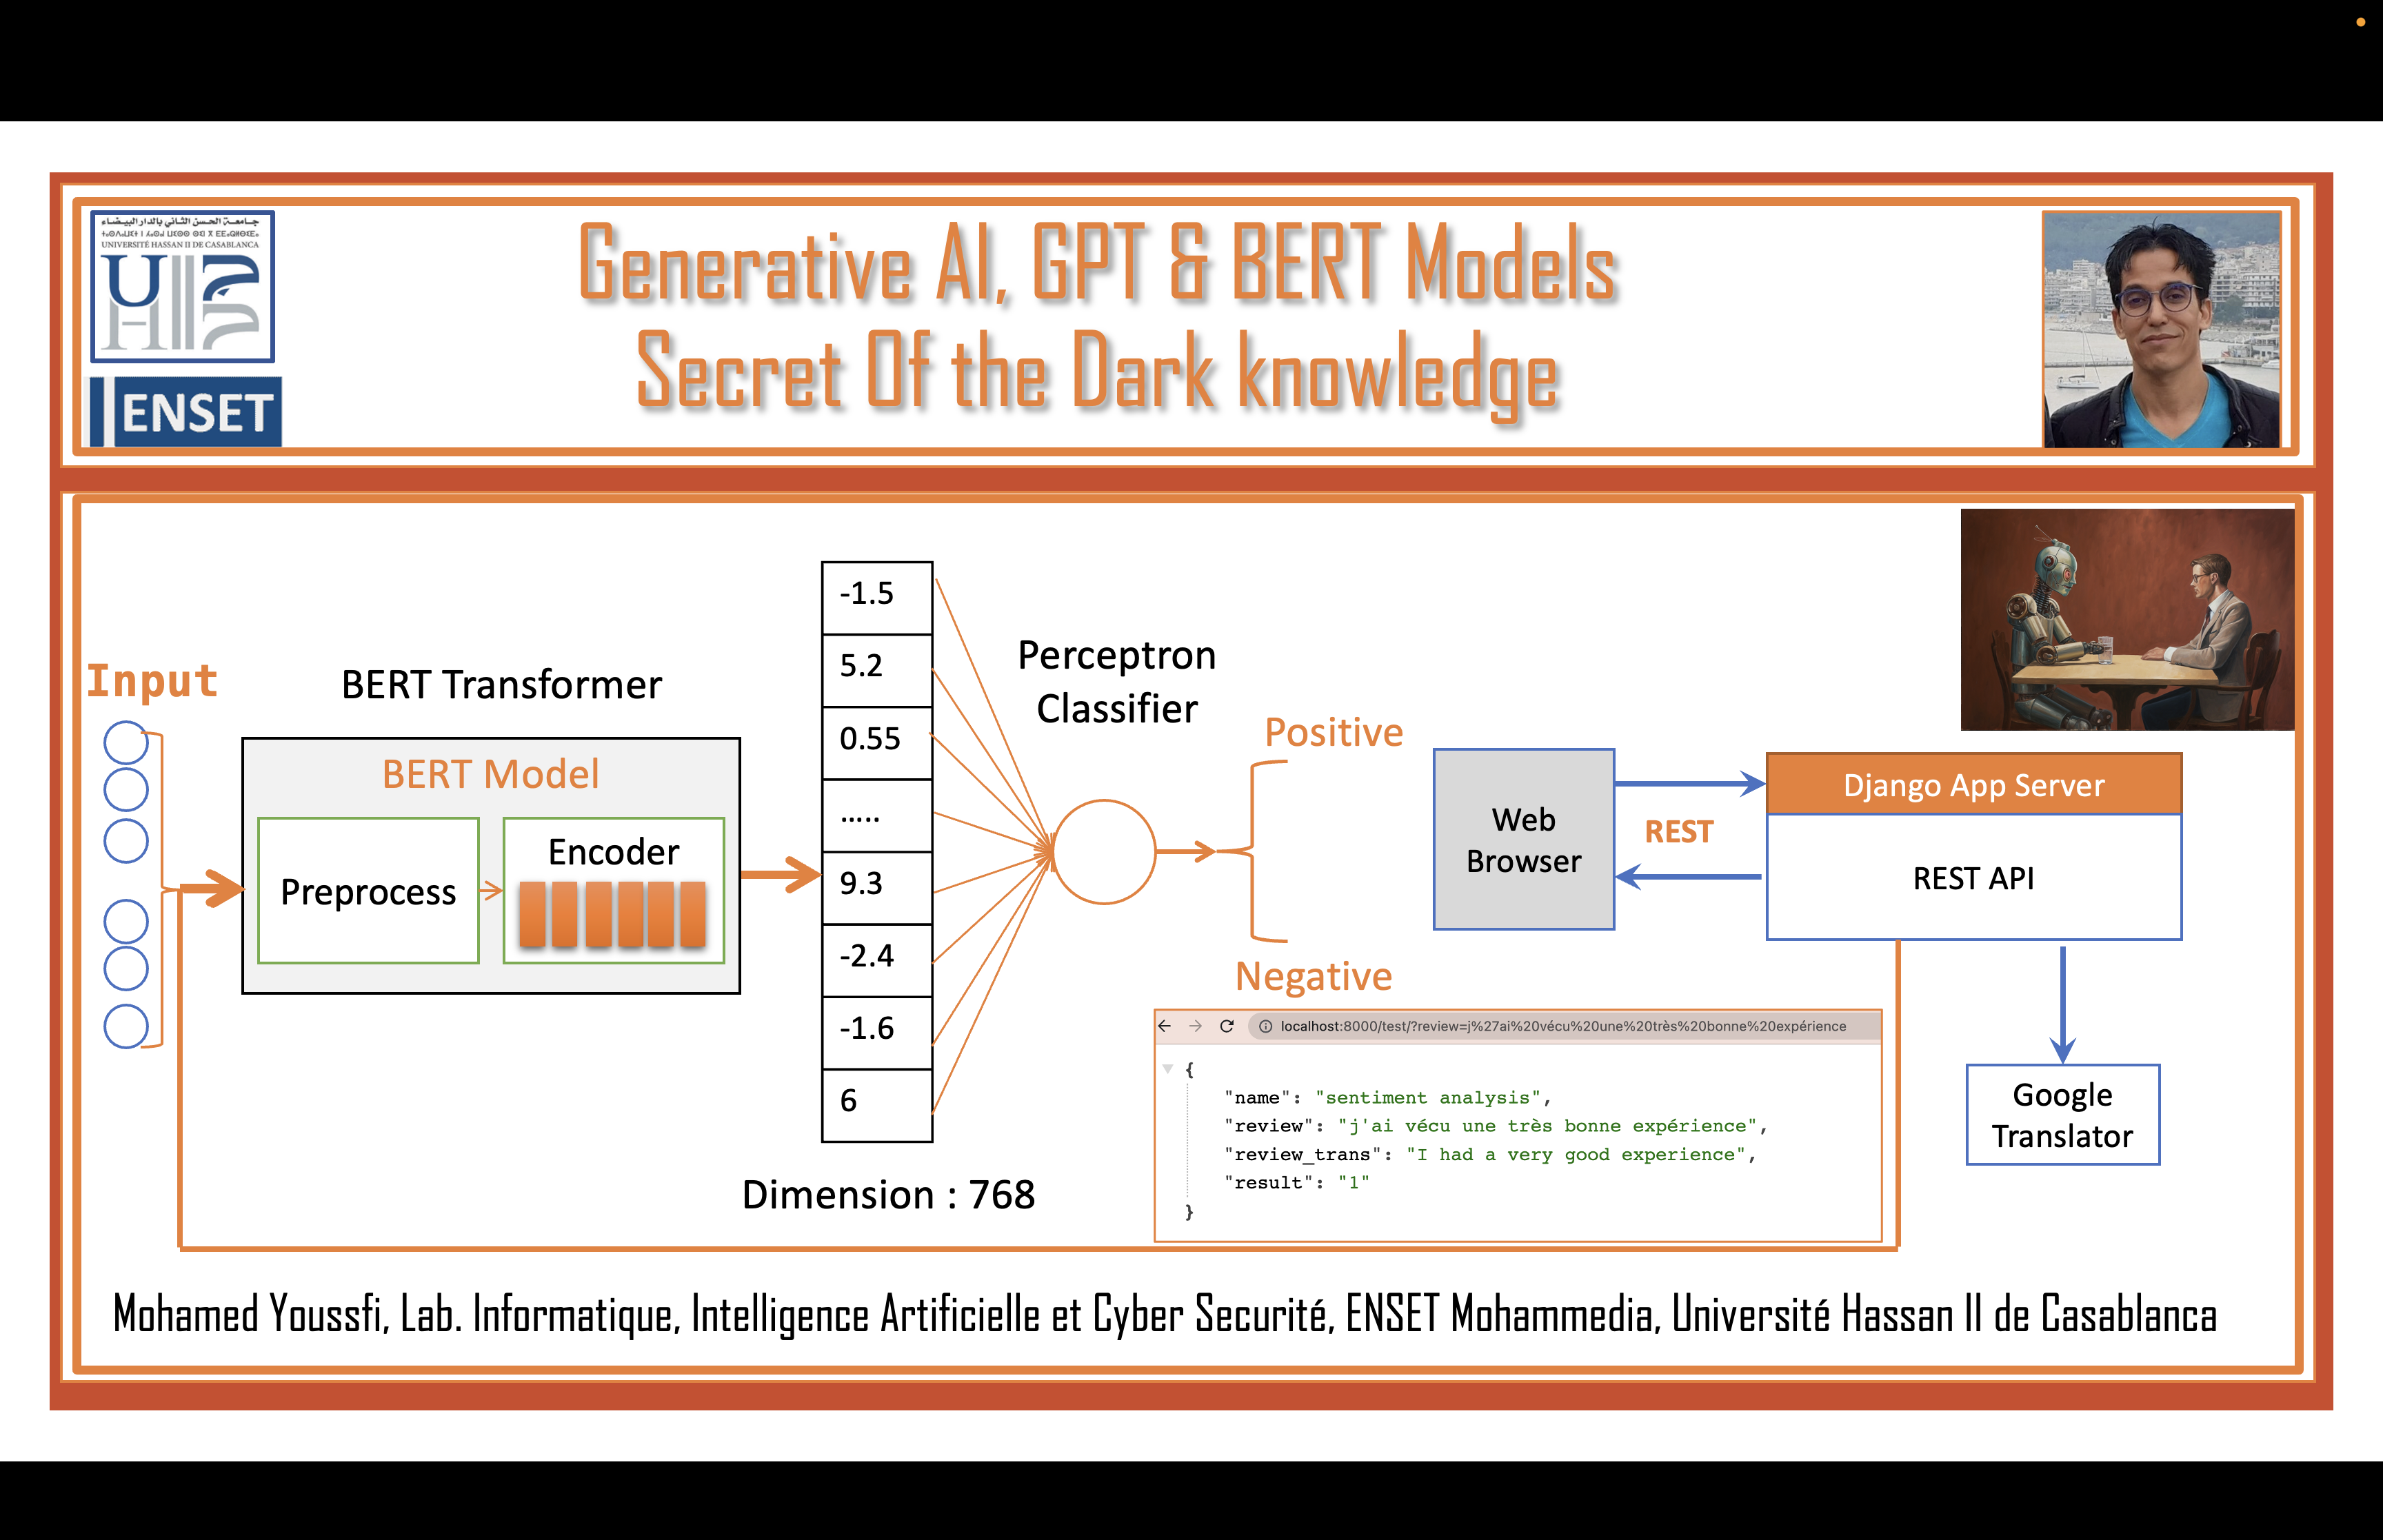 جامعة الحسن الثاني بالدار البيضاء
UNIVERSITÉ HASSAN II DE CASABLANCA
UH
ENSET
Generative AI, GPT & BERT Models
Secret Of the Dark knowledge
Input
BERT Transformer
BERT Model
Preprocess
Encoder
-1.5
5.2
0.55
.....
9.3
-2.4
-1.6
6
Dimension : 768
Perceptron
Classifier
Positive
Negative
Web
Browser
REST
Django App Server
REST API
Google
Translator
localhost:8000/test/?review=j%27ai%20vécu%20une%20très%20bonne%20expérience
{
"name": "sentiment analysis",
"review": "j'ai vécu une très bonne expérience",
"review_trans": "I had a very good experience",
"result": "1"
}
Mohamed Youssfi, Lab. Informatique, Intelligence Artificielle et Cyber Securité, ENSET Mohammedia, Université Hassan II de Casablanca